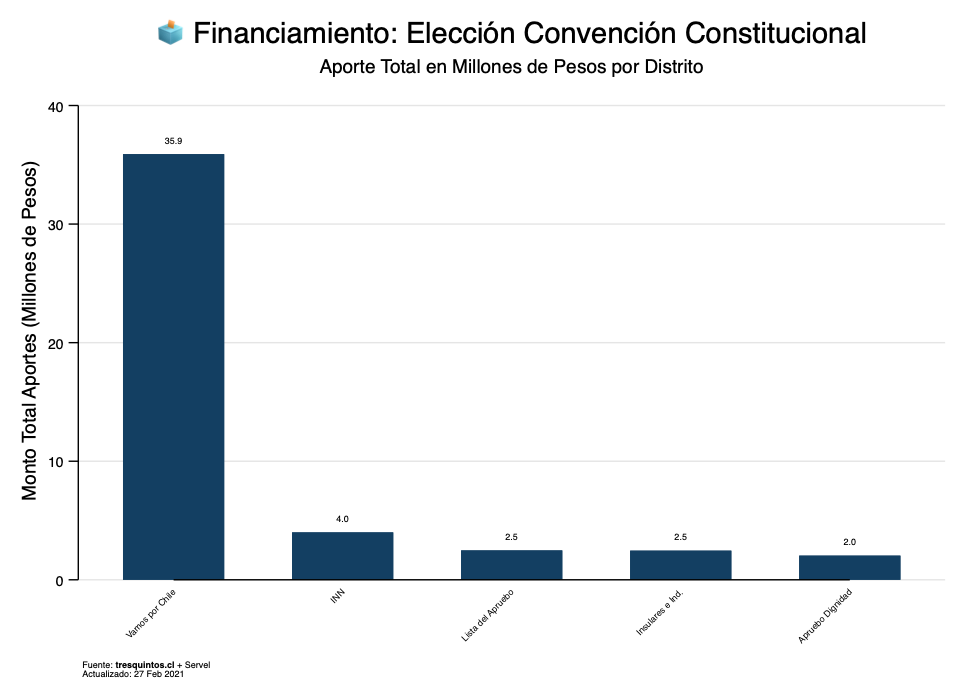 Financiamiento: Elección Convención Constitucional
Aporte Total en Millones de Pesos por Distrito
Monto Total Aportes (Millones de Pesos)
40
30
20
10
0
35.9
4.0
2.5
2.5
2.0
Vamos por Chile
INN
Lista del Apruebo
Insulares e Ind.
Apruebo Dignidad
Fuente: tresquintos.cl + Servel
Actualizado: 27 Feb 2021